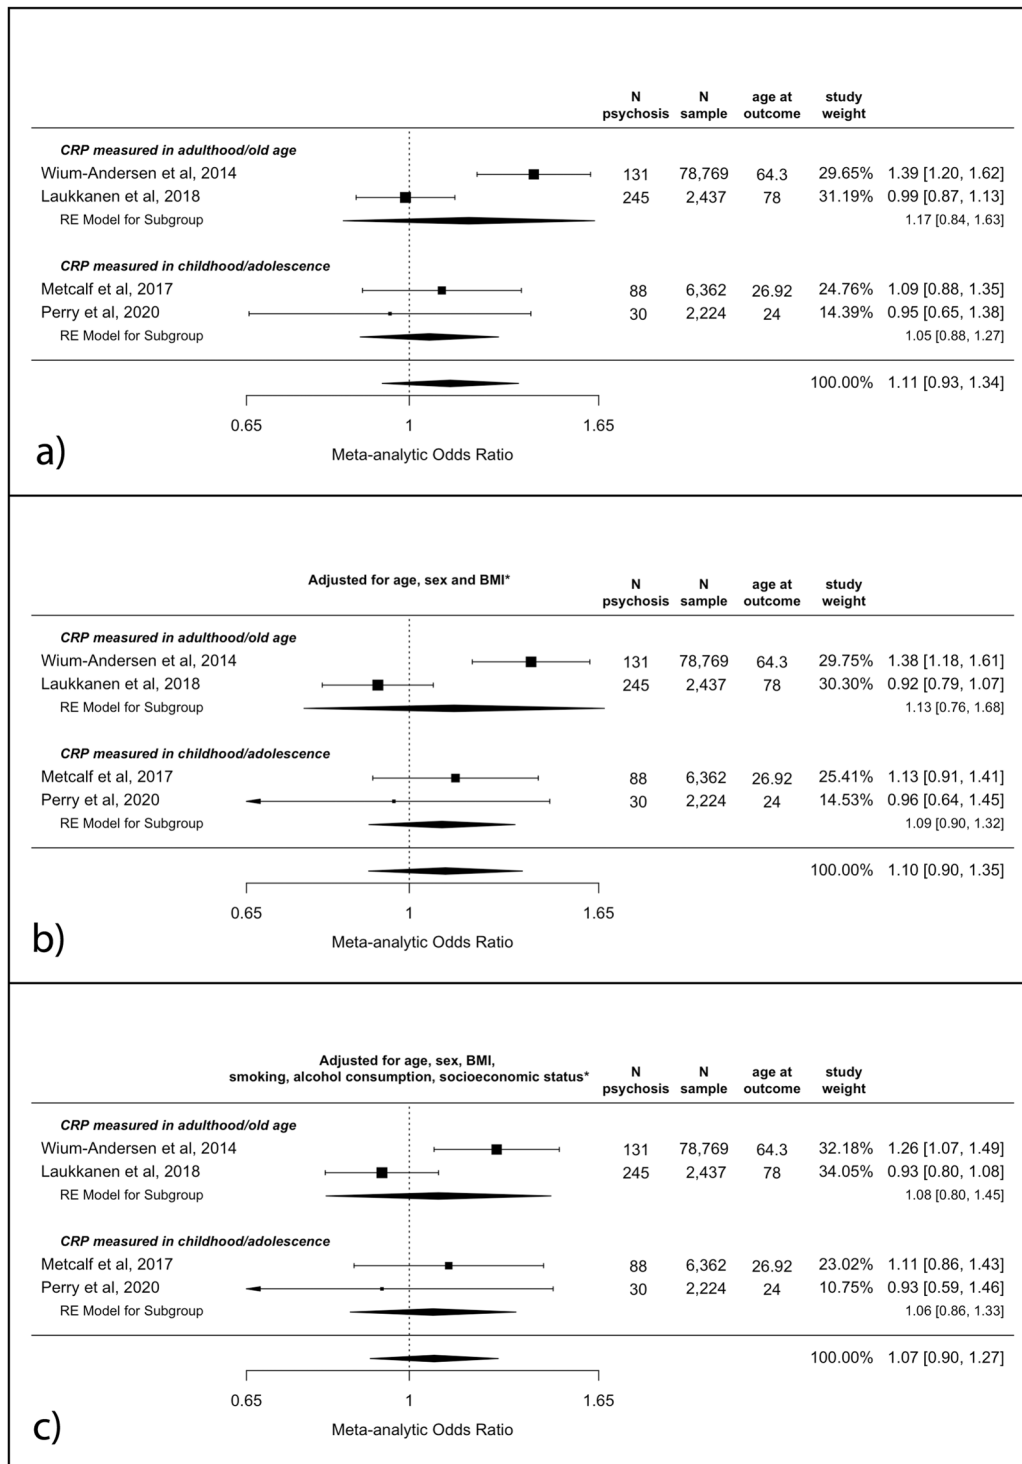 N N age at study
psychosis sample outcome weight
CRP measured in adulthood/old age
Wium-Andersen et al, 2014 131 78,769 64.3 29.65% 1.39 [1.20, 1.62]
Laukkanen et al, 2018 245 2,437 78 31.19% 0.99 [0.87, 1.13]
RE Model for Subgroup 1.17 [0.84, 1.63]
CRP measured in childhood/adolescence
Metcalf et al, 2017 88 6,362 26.92 24.76% 1.09 [0.88, 1.35]
Perry et al, 2020 30 2,224 24 14.39% 0.95 [0.65, 1.38]
RE Model for Subgroup 1.05 [0.88, 1.27]
100.00% 1.11 [0.93, 1.34]
0.65 1 1.65
Meta-analytic Odds Ratio
a)
Adjusted for age, sex and BMI*
N N age at study
psychosis sample outcome weight
CRP measured in adulthood/old age
Wium-Andersen et al, 2014 131 78,769 64.3 29.75% 1.38 [1.18, 1.61]
Laukkanen et al, 2018 245 2,437 78 30.30% 0.92 [0.79, 1.07]
RE Model for Subgroup 1.13 [0.76, 1.68]
CRP measured in childhood/adolescence
Metcalf et al, 2017 88 6,362 26.92 25.41% 1.13 [0.91, 1.41]
Perry et al, 2020 30 2,224 24 14.53% 0.96 [0.64, 1.45]
RE Model for Subgroup 1.09 [0.90, 1.32]
100.00% 1.10 [0.90, 1.35]
0.65 1 1.65
Meta-analytic Odds Ratio
b)
Adjusted for age, sex, BMI,
smoking, alcohol consumption, socioeconomic status*
N N age at study
psychosis sample outcome weight
CRP measured in adulthood/old age
Wium-Andersen et al, 2014 131 78,769 64.3 32.18% 1.26 [1.07, 1.49]
Laukkanen et al, 2018 245 2,437 78 34.05% 0.93 [0.80, 1.08]
RE Model for Subgroup 1.08 [0.80, 1.45]
CRP measured in childhood/adolescence
Metcalf et al, 2017 88 6,362 26.92 23.02% 1.11 [0.86, 1.43]
Perry et al, 2020 30 2,224 24 10.75% 0.93 [0.59, 1.46]
RE Model for Subgroup 1.06 [0.86, 1.33]
100.00% 1.07 [0.90, 1.27]
0.65 1 1.65
Meta-analytic Odds Ratio
c)